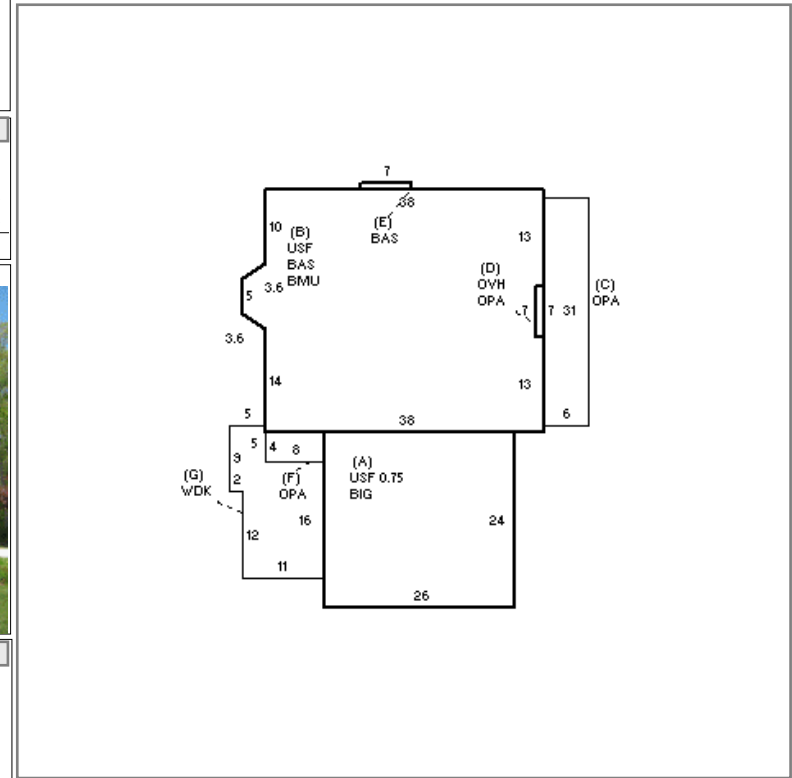 7
38
10
(B)
USF
BAS
BMU
(E)
BAS
13
(D)
OVH
OPA
(C)
OPA
5
3.6
7
7
31
3.6
14
13
5
38
6
5
4
8
9
2
(G)
WDK
(F)
OPA
(A)
USF 0.75
BIG
16
24
12
11
26